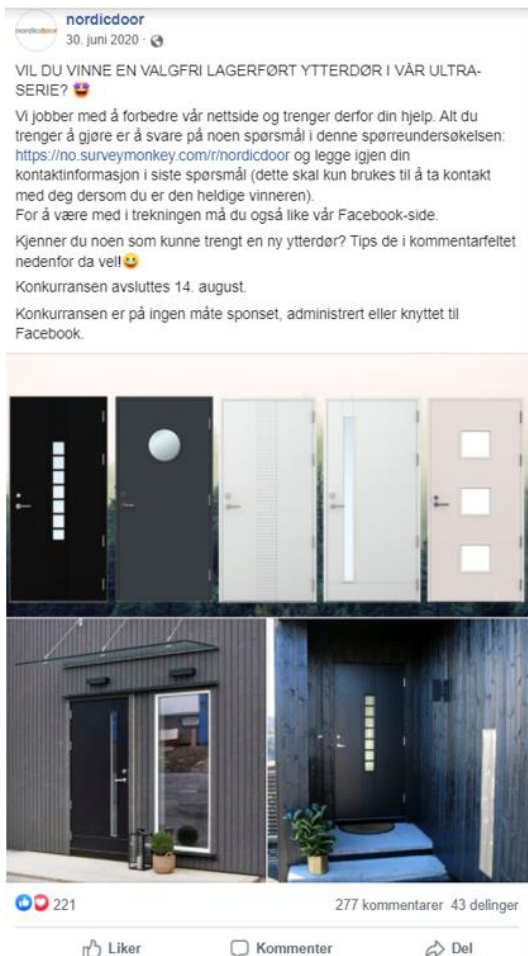 nordicdoor
nordicdoor
30. juni 2020 ·
VIL DU VINNE EN VALGFRI LAGERFØRT YTTERDØR I VÅR ULTRA-
SERIE? 🤩
Vi jobber med å forbedre vår nettside og trenger derfor din hjelp. Alt du
trenger å gjøre er å svare på noen spørsmål i denne spørreundersøkelsen:
https://no.surveymonkey.com/r/nordicdoor og legge igjen din
kontaktinformasjon i siste spørsmål (dette skal kun brukes til å ta kontakt
med deg dersom du er den heldige vinneren).
For å være med i trekningen må du også like vår Facebook-side.
Kjenner du noen som kunne trengt en ny ytterdør? Tips de i kommentarfeltet
nedenfor da vel!😀
Konkurransen avsluttes 14. august.
Konkurransen er på ingen måte sponset, administrert eller knyttet til
Facebook.
221
277 kommentarer 43 delinger
Liker Kommenter Del